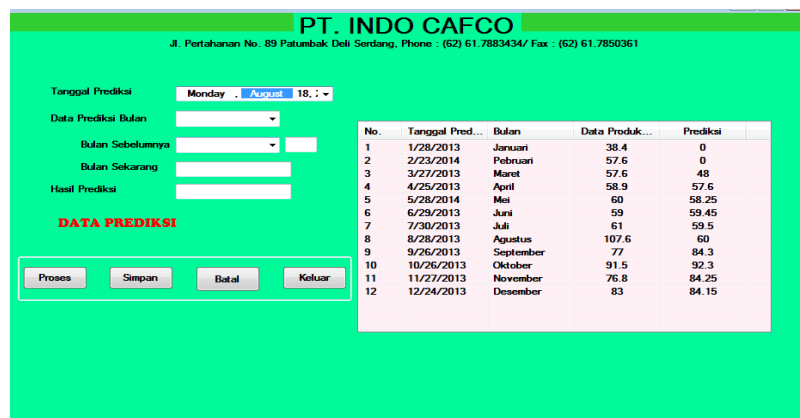 PT. INDO CAFCO
Jl. Pertahanan No. 89 Patumbak Deli Serdang, Phone : (62) 61.7883434/ Fax : (62) 61.7850361
Tanggal Prediksi
Monday , August 18, 2
Data Prediksi Bulan
Bulan Sebelumnya
Bulan Sekarang
Hasil Prediksi
DATA PREDIKSI
Proses Simpan Batal Keluar
No. Tanggal Pred... Bulan Data Produk... Prediksi
1 1/28/2013 Januari 38.4 0
2 2/23/2014 Pebruari 57.6 0
3 3/27/2013 Maret 57.6 48
4 4/25/2013 April 58.9 57.6
5 5/28/2014 Mei 60 58.25
6 6/29/2013 Juni 59 59.45
7 7/30/2013 Juli 61 59.5
8 8/28/2013 Agustus 107.6 60
9 9/26/2013 September 77 84.3
10 10/26/2013 Oktober 91.5 92.3
11 11/27/2013 November 76.8 84.25
12 12/24/2013 Desember 83 84.15